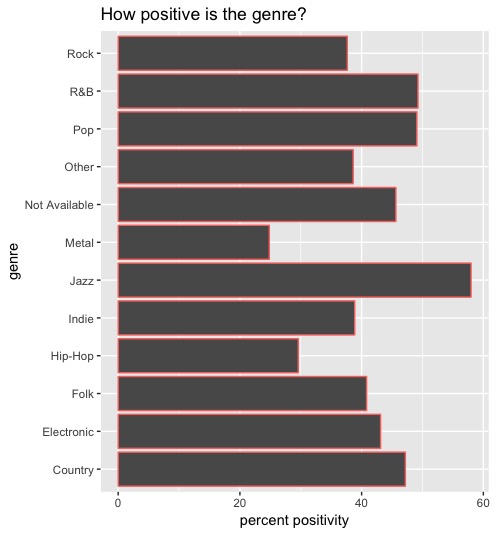 How positive is the genre?
Rock
R&B
Pop
Other
Not Available
Metal
Jazz
Indie
Hip-Hop
Folk
Electronic
Country
genre
0 20 40 60
percent positivity